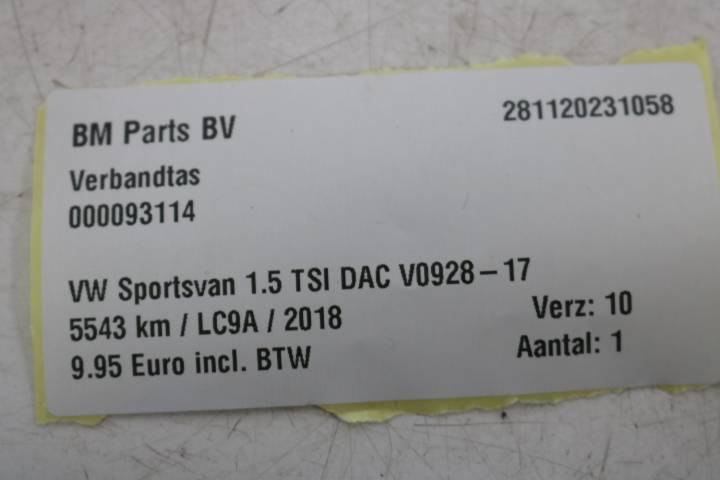 BM Parts BV 281120231058
Verbandtas
000093114
VW Sportsvan 1.5 TSI DAC V0928-17
5543 km / LC9A / 2018 Verz: 10
9.95 Euro incl. BTW Aantal: 1